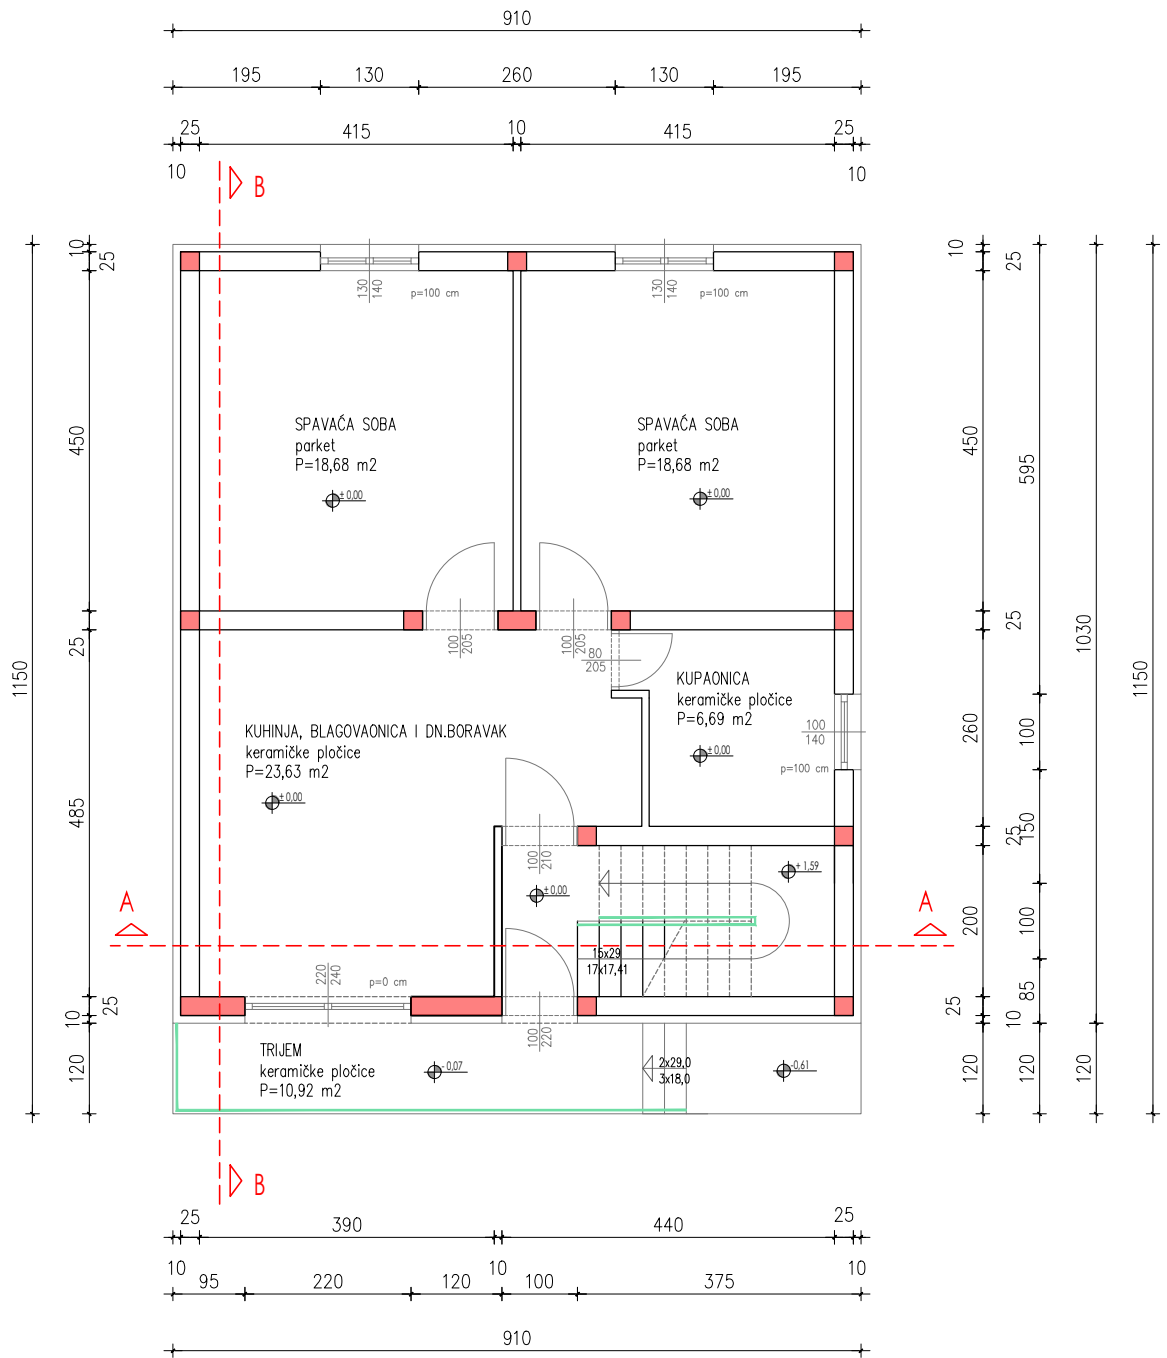 910
195 130 260 130 195
25 415 10 415 25
10 10
B
10 25 10 25
130 140 p=100 cm
130 140 p=100 cm
SPAVAĆA SOBA
parket
P=18,68 m2
±0,00
SPAVAĆA SOBA
parket
P=18,68 m2
±0,00
450 450 595
100 205
100 205
80
205
25 25
1150 1030 1150
KUPAONICA
keramičke pločice
P=6,69 m2
±0,00
100
140
p=100 cm
KUHINJA, BLAGOVAONICA I DN.BORAVAK
keramičke pločice
P=23,63 m2
±0,00
260 100
485 25 150
100 210
±0,00
+1,59
A A
200 100
16x29
17x17,41
220 240 p=0 cm
25 25 85
10 10
100 220
TRIJEM
keramičke pločice
P=10,92 m2
-0,07
2x29,0
3x18,0
-0,61
120 120 120 120
B
25 390 440 25
10 10 10
95 220 120 100 375
910